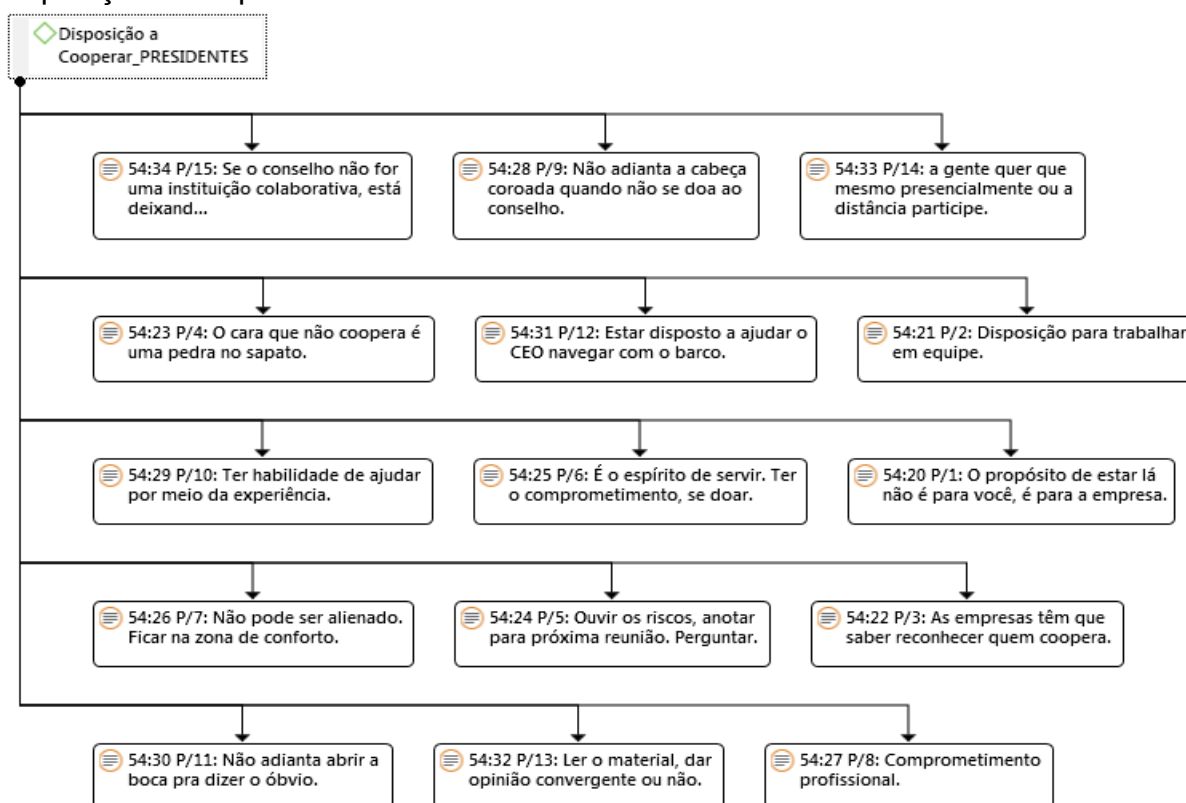 Disposição a
Cooperar_PRESIDENTES
54:34 P/15: Se o conselho não for
uma instituição colaborativa, está
deixand...
54:28 P/9: Não adianta a cabeça
coroada quando não se doa ao
conselho.
54:33 P/14: a gente quer que
mesmo presencialmente ou a
distância participe.
54:23 P/4: O cara que não coopera é
uma pedra no sapato.
54:31 P/12: Estar disposto a ajudar o
CEO navegar com o barco.
54:21 P/2: Disposição para trabalhar
em equipe.
54:29 P/10: Ter habilidade de ajudar
por meio da experiência.
54:25 P/6: É o espírito de servir. Ter
o comprometimento, se doar.
54:20 P/1: O propósito de estar lá
não é para você, é para a empresa.
54:26 P/7: Não pode ser alienado.
Ficar na zona de conforto.
54:24 P/5: Ouvir os riscos, anotar
para próxima reunião. Perguntar.
54:22 P/3: As empresas têm que
saber reconhecer quem coopera.
54:30 P/11: Não adianta abrir a
boca pra dizer o óbvio.
54:32 P/13: Ler o material, dar
opinião convergente ou não.
54:27 P/8: Comprometimento
profissional.